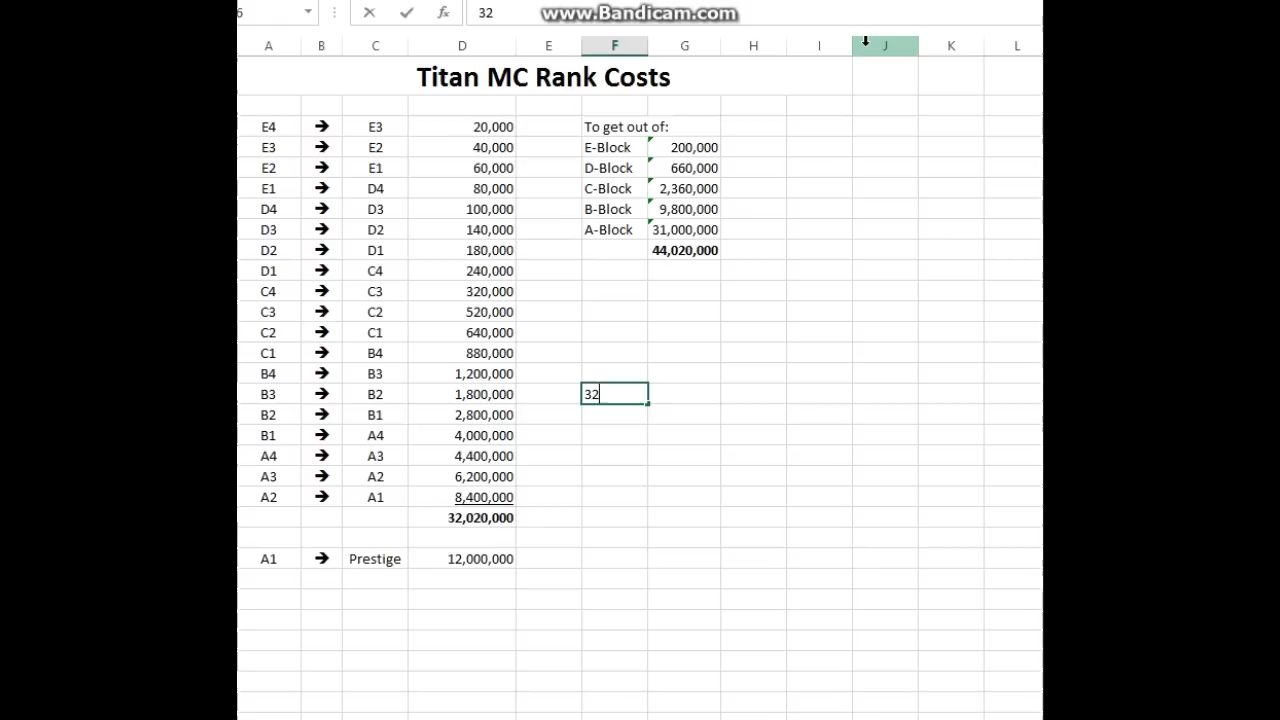 6 32 www.Bandicam.com
A B C D E F G H I J K L
Titan MC Rank Costs
E4 → E3 20,000 To get out of:
E3 → E2 40,000 E-Block 200,000
E2 → E1 60,000 D-Block 660,000
E1 → D4 80,000 C-Block 2,360,000
D4 → D3 100,000 B-Block 9,800,000
D3 → D2 140,000 A-Block 31,000,000
D2 → D1 180,000 44,020,000
D1 → C4 240,000
C4 → C3 320,000
C3 → C2 520,000
C2 → C1 640,000
C1 → B4 880,000
B4 → B3 1,200,000
B3 → B2 1,800,000 32
B2 → B1 2,800,000
B1 → A4 4,000,000
A4 → A3 4,400,000
A3 → A2 6,200,000
A2 → A1 8,400,000
32,020,000
A1 → Prestige 12,000,000